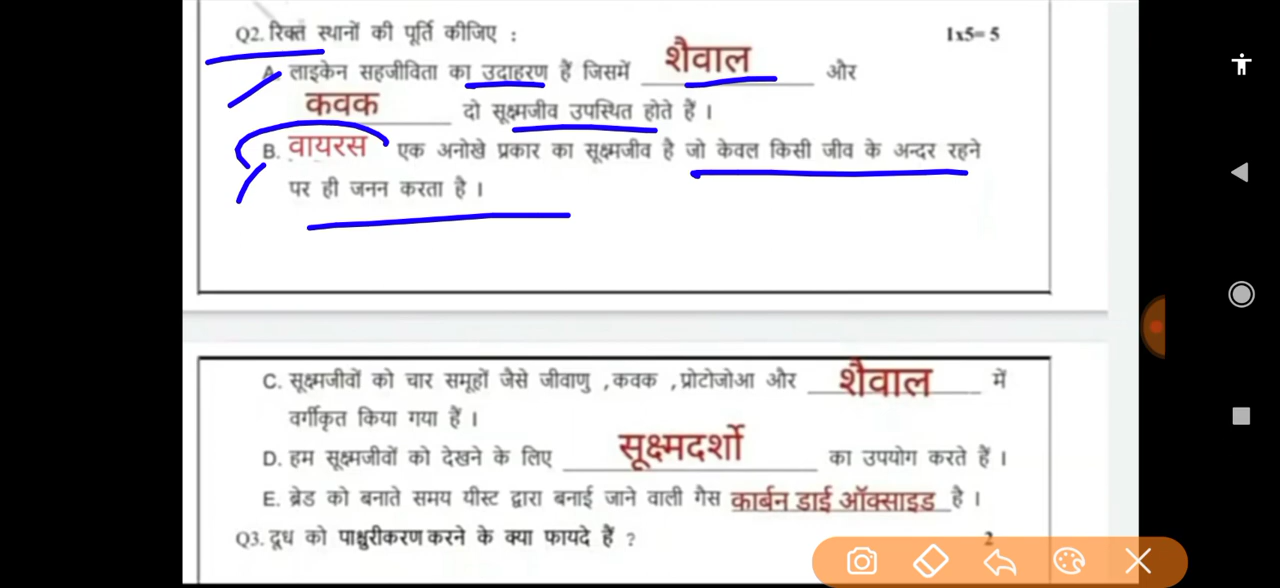 Q2. रिक्त स्थानों की पूर्ति कीजिए : 1x5= 5
A. लाइकेन सहजीविता का उदाहरण हैं जिसमें शैवाल और
कवक दो सूक्ष्मजीव उपस्थित होते हैं ।
B. वायरस एक अनोखे प्रकार का सूक्ष्मजीव है जो केवल किसी जीव के अन्दर रहने
पर ही जनन करता है ।
C. सूक्ष्मजीवों को चार समूहों जैसे जीवाणु ,कवक ,प्रोटोजोआ और शैवाल में
वर्गीकृत किया गया हैं ।
D. हम सूक्ष्मजीवों को देखने के लिए सूक्ष्मदर्शो का उपयोग करते हैं ।
E. ब्रेड को बनाते समय यीस्ट द्वारा बनाई जाने वाली गैस कार्बन डाई ऑक्साइड है ।
Q3. दूध को पाश्चुरीकरण करने के क्या फायदे हैं ? 2